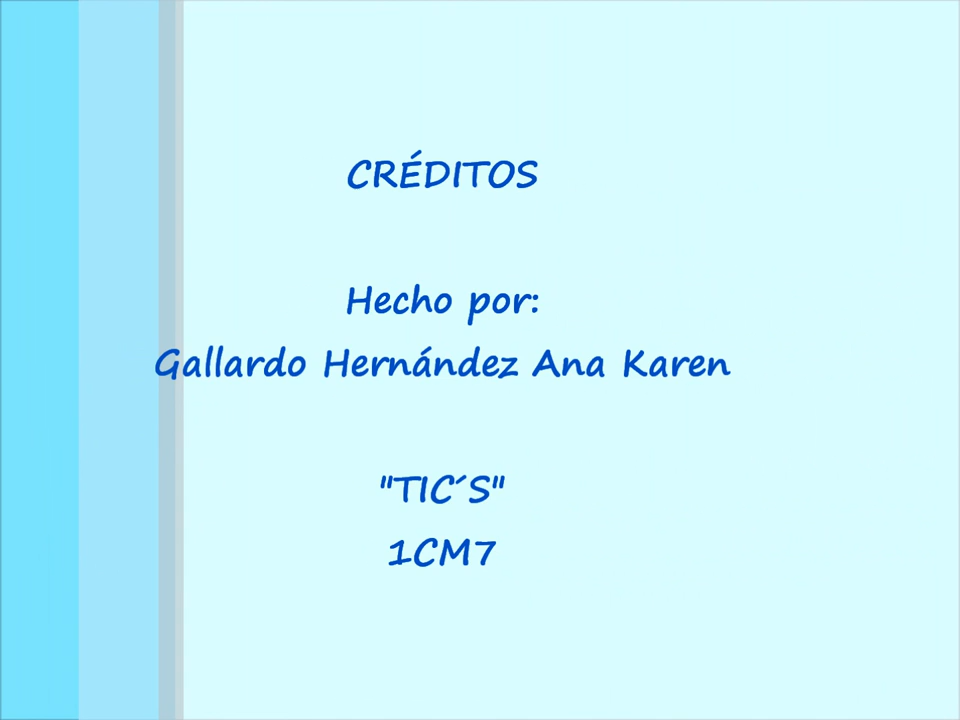 CRÉDITOS
Hecho por:
Gallardo Hernández Ana Karen
"TIC´S"
1CM7